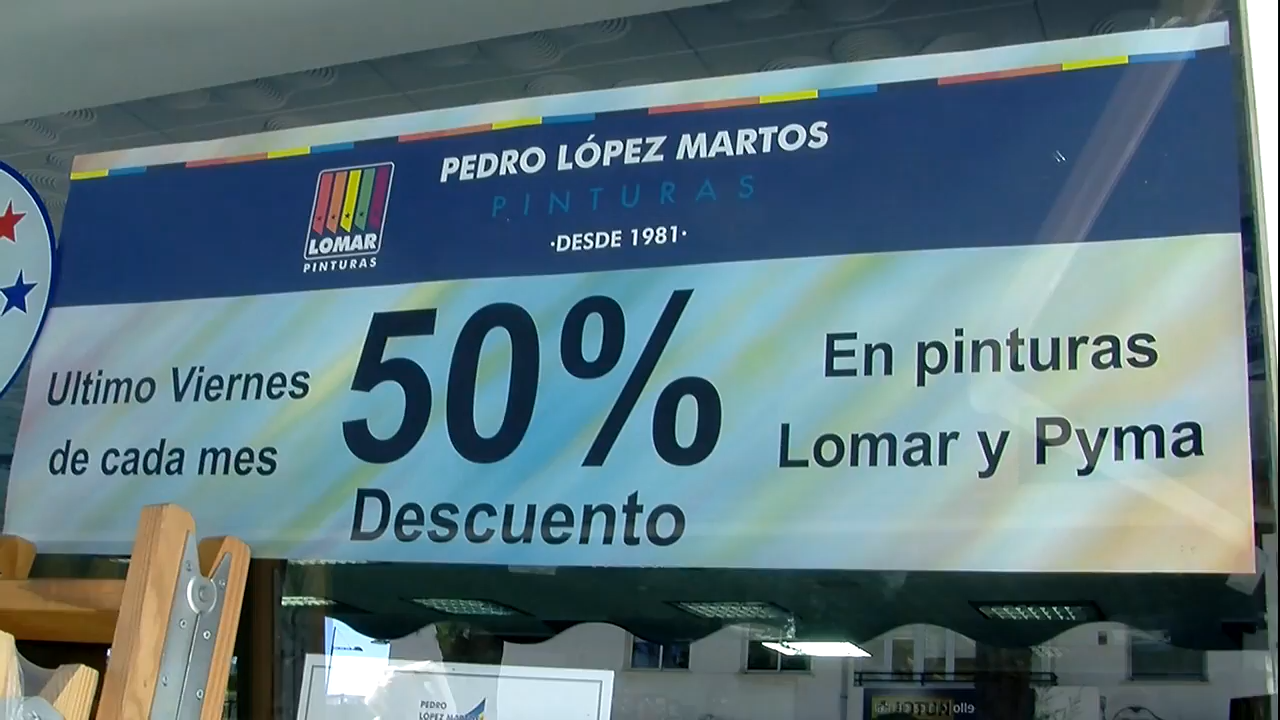 PEDRO LÓPEZ MARTOS
PINTURAS
·DESDE 1981·
LOMAR
PINTURAS
Ultimo Viernes
de cada mes
50%
Descuento
En pinturas
Lomar y Pyma
PEDRO
LÓPEZ MARTOS